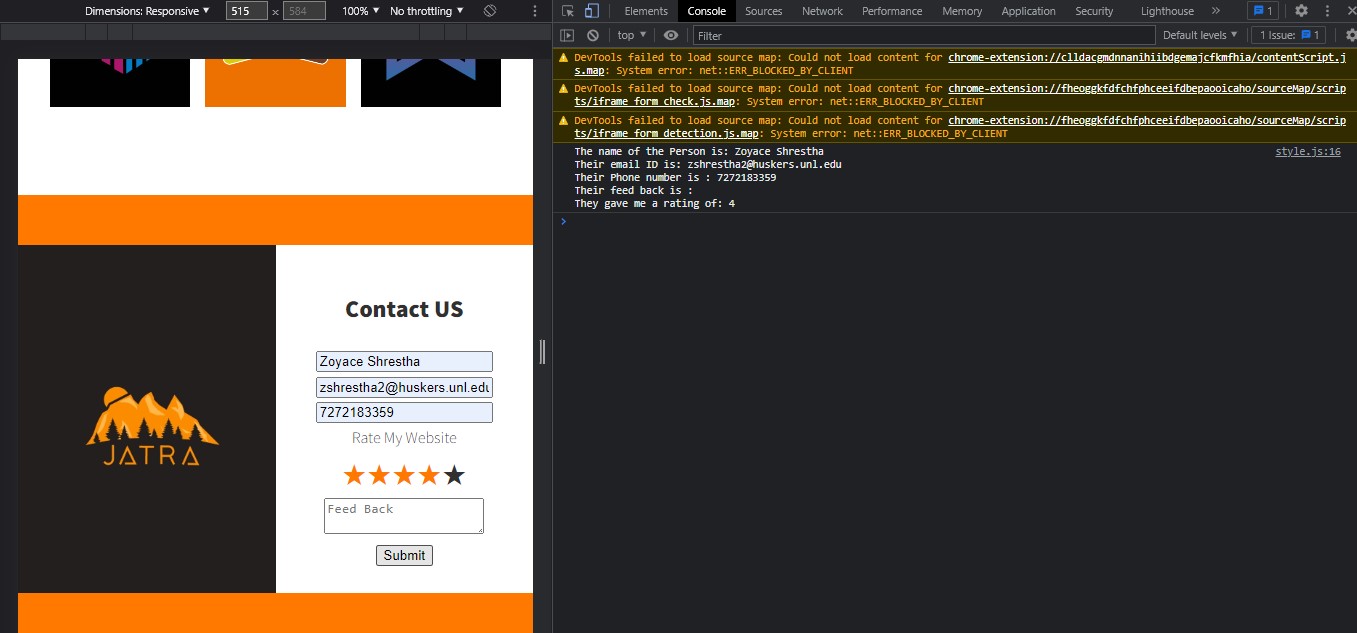 Dimensions: Responsive ▼ 515 × 584 100% ▼ No throttling ▼
Elements Console Sources Network Performance Memory Application Security Lighthouse » 1
top ▼ Filter Default levels ▼ 1 Issue: 1
DevTools failed to load source map: Could not load content for chrome-extension://clldacgmdnnanihiibdgemajcfkmfhia/contentScript.j
s.map: System error: net::ERR_BLOCKED_BY_CLIENT
DevTools failed to load source map: Could not load content for chrome-extension://fheoggkfdfchfphceeifdbepaooicaho/sourceMap/scrip
ts/iframe_form_check.js.map: System error: net::ERR_BLOCKED_BY_CLIENT
DevTools failed to load source map: Could not load content for chrome-extension://fheoggkfdfchfphceeifdbepaooicaho/sourceMap/scrip
ts/iframe_form_detection.js.map: System error: net::ERR_BLOCKED_BY_CLIENT
The name of the Person is: Zoyace Shrestha style.js:16
Their email ID is: zshrestha2@huskers.unl.edu
Their Phone number is : 7272183359
Their feed back is :
They gave me a rating of: 4
Contact US
Zoyace Shrestha
zshrestha2@huskers.unl.edu
7272183359
Rate My Website
Feed Back
Submit
JATRA